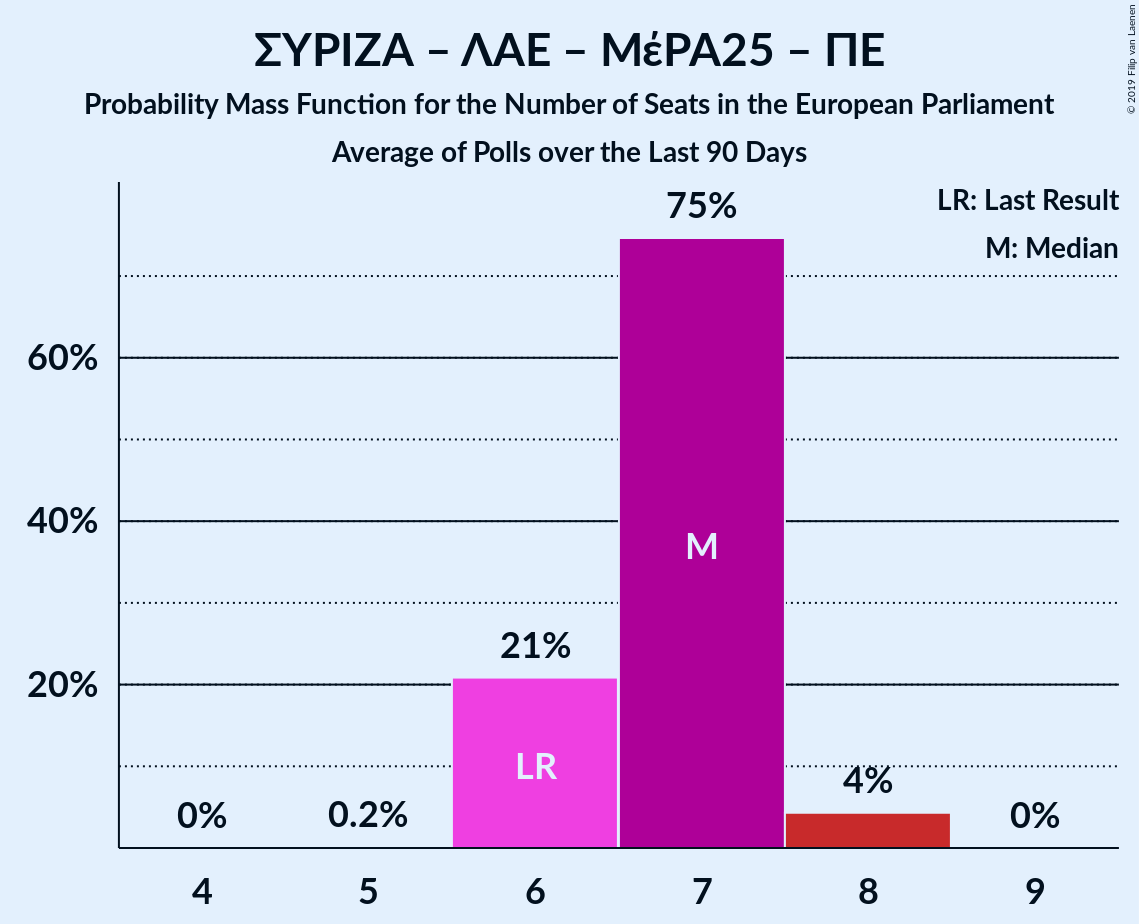 ΣΥΡΙΖΑ – ΛΑΕ – ΜέΡΑ25 – ΠΕ
Probability Mass Function for the Number of Seats in the European Parliament
Average of Polls over the Last 90 Days
© 2019 Filip van Laenen
LR: Last Result
M: Median
75%
60%
40%
M
21%
20%
LR
4%
0%
0.2%
0%
4
5
6
7
8
9